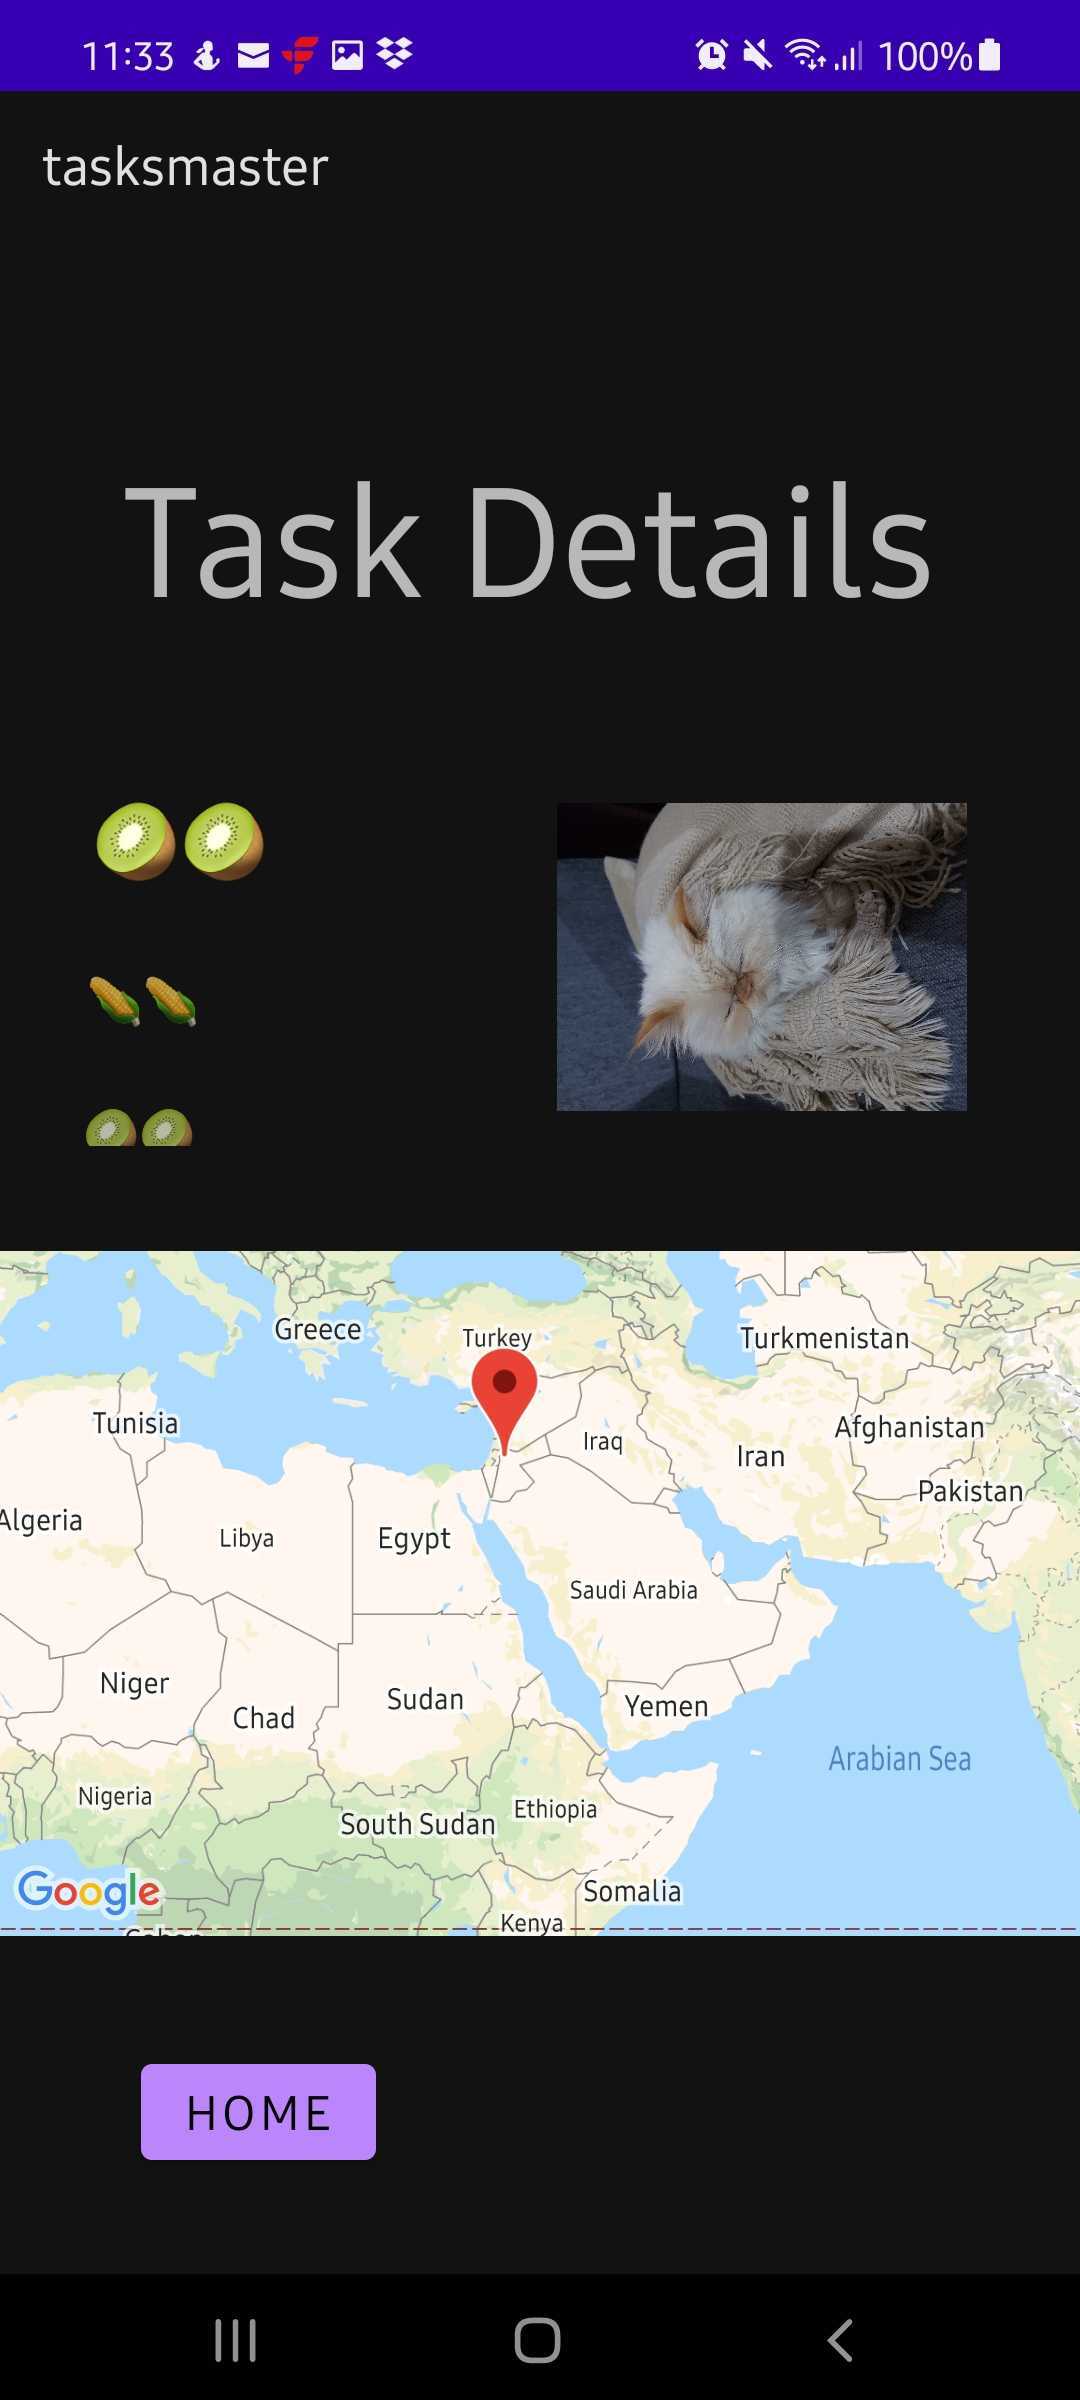 11:33 100%
tasksmaster
Task Details
🥝🥝
🌽🌽
🥝🥝
Greece
Turkey
Turkmenistan
Tunisia
Iraq
Afghanistan
Iran
Pakistan
Algeria
Libya
Egypt
Saudi Arabia
Niger
Chad
Sudan
Yemen
Arabian Sea
Nigeria
South Sudan
Ethiopia
Google
Somalia
Kenya
HOME